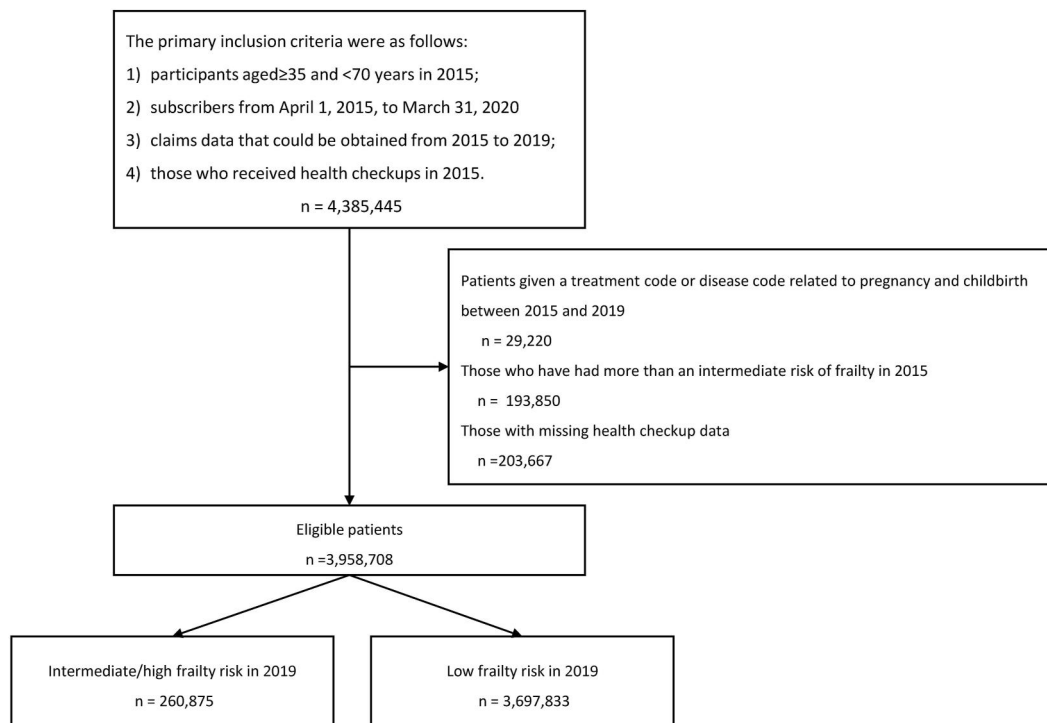 The primary inclusion criteria were as follows:
1) participants aged≥35 and <70 years in 2015;
2) subscribers from April 1, 2015, to March 31, 2020
3) claims data that could be obtained from 2015 to 2019;
4) those who received health checkups in 2015.
n = 4,385,445
Patients given a treatment code or disease code related to pregnancy and childbirth
between 2015 and 2019
n = 29,220
Those who have had more than an intermediate risk of frailty in 2015
n = 193,850
Those with missing health checkup data
n =203,667
Eligible patients
n =3,958,708
Intermediate/high frailty risk in 2019
n = 260,875
Low frailty risk in 2019
n = 3,697,833